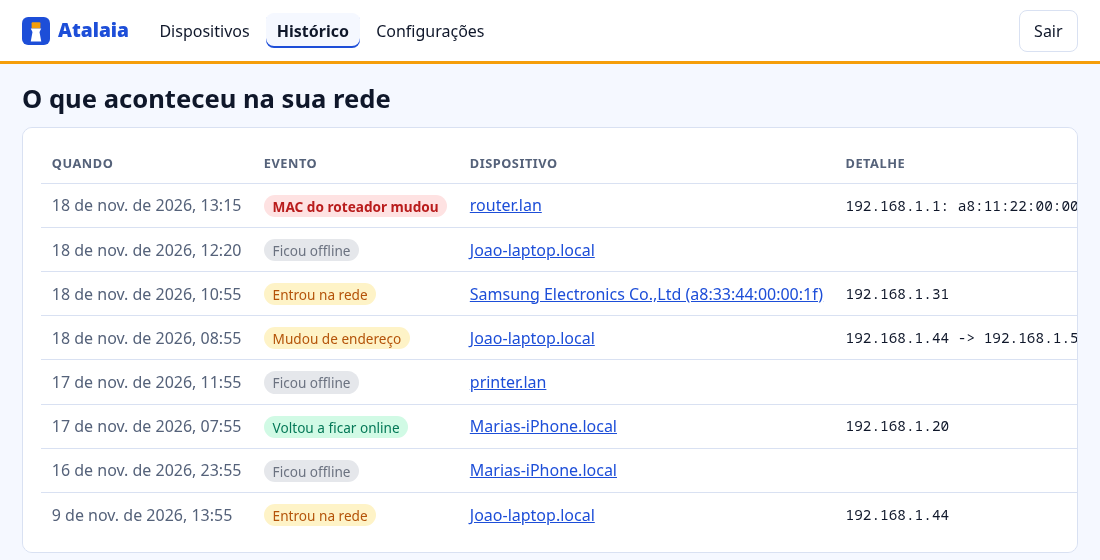 Atalaia Dispositivos Histórico Configurações Sair
O que aconteceu na sua rede
QUANDO EVENTO DISPOSITIVO DETALHE
18 de nov. de 2026, 13:15 MAC do roteador mudou router.lan 192.168.1.1: a8:11:22:00:00
18 de nov. de 2026, 12:20 Ficou offline Joao-laptop.local
18 de nov. de 2026, 10:55 Entrou na rede Samsung Electronics Co.,Ltd (a8:33:44:00:00:1f) 192.168.1.31
18 de nov. de 2026, 08:55 Mudou de endereço Joao-laptop.local 192.168.1.44 -> 192.168.1.5
17 de nov. de 2026, 11:55 Ficou offline printer.lan
17 de nov. de 2026, 07:55 Voltou a ficar online Marias-iPhone.local 192.168.1.20
16 de nov. de 2026, 23:55 Ficou offline Marias-iPhone.local
9 de nov. de 2026, 13:55 Entrou na rede Joao-laptop.local 192.168.1.44